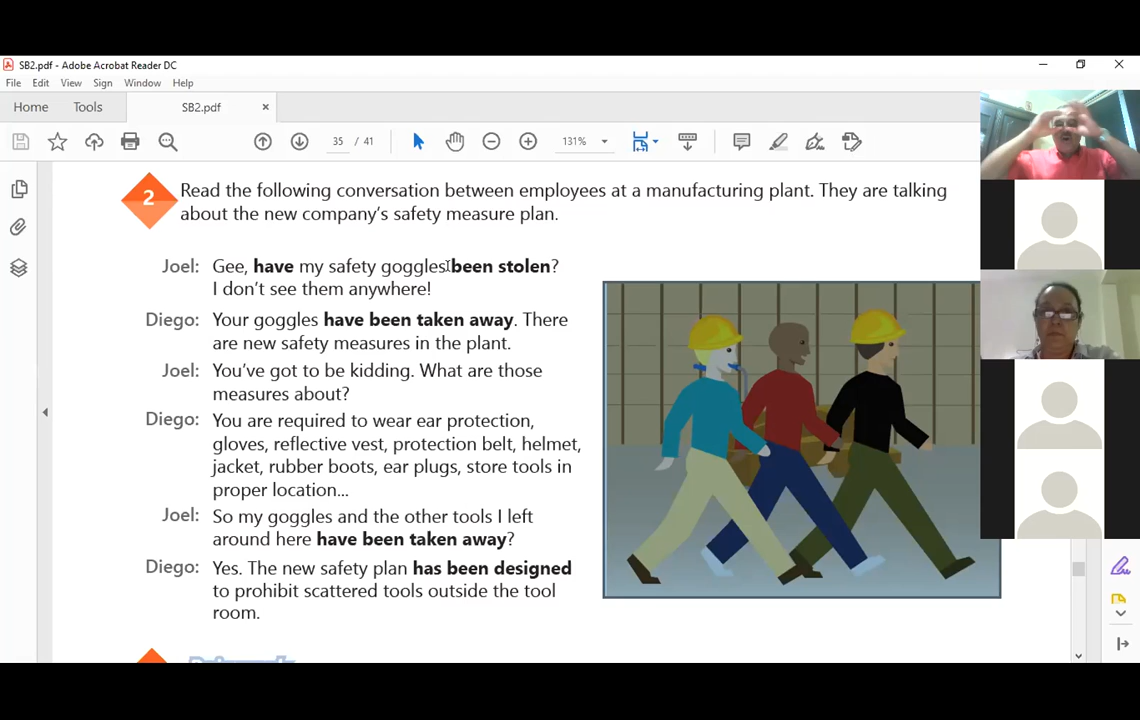 SB2.pdf - Adobe Acrobat Reader DC
File Edit View Sign Window Help
Home Tools SB2.pdf
35 / 41 131%
2
Read the following conversation between employees at a manufacturing plant. They are talking
about the new company's safety measure plan.
Joel: Gee, have my safety goggles been stolen?
I don't see them anywhere!
Diego: Your goggles have been taken away. There
are new safety measures in the plant.
Joel: You've got to be kidding. What are those
measures about?
Diego: You are required to wear ear protection,
gloves, reflective vest, protection belt, helmet,
jacket, rubber boots, ear plugs, store tools in
proper location...
Joel: So my goggles and the other tools I left
around here have been taken away?
Diego: Yes. The new safety plan has been designed
to prohibit scattered tools outside the tool
room.